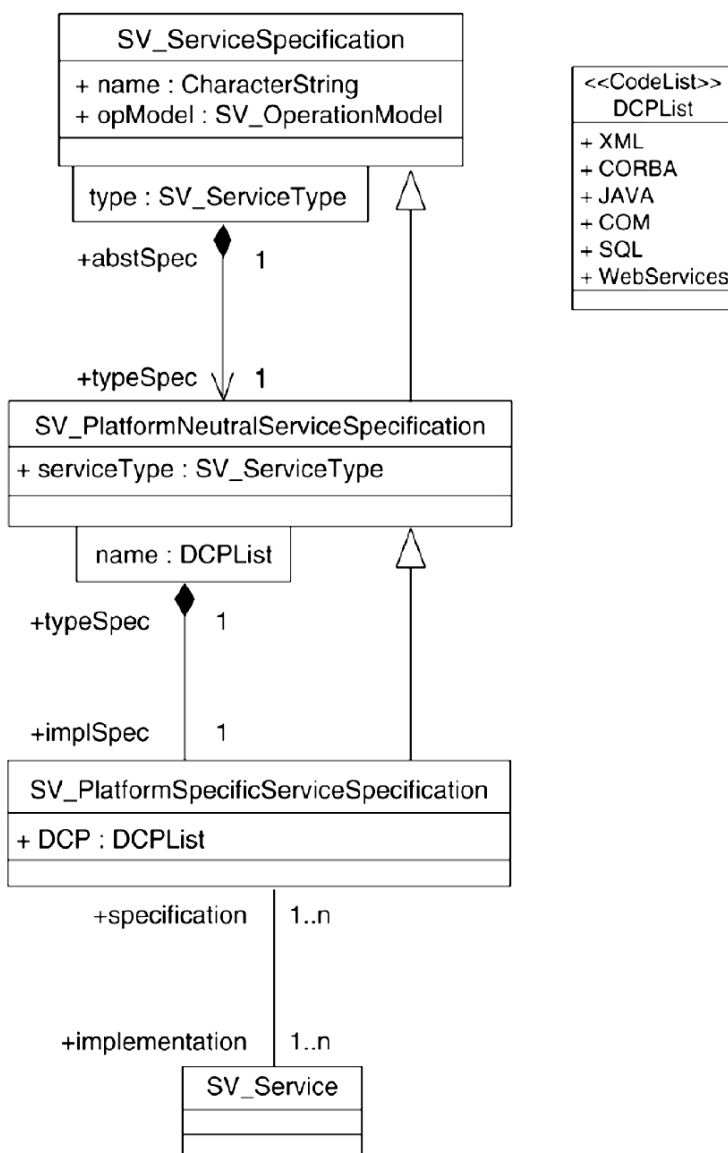 SV_ServiceSpecification
+ name : CharacterString
+ opModel : SV_OperationModel
type : SV_ServiceType
+abstSpec 1
+typeSpec 1
SV_PlatformNeutralServiceSpecification
+ serviceType : SV_ServiceType
name : DCPList
+typeSpec 1
+implSpec 1
SV_PlatformSpecificServiceSpecification
+ DCP : DCPList
+specification 1..n
+implementation 1..n
SV_Service
<<CodeList>>
DCPList
+ XML
+ CORBA
+ JAVA
+ COM
+ SQL
+ WebServices